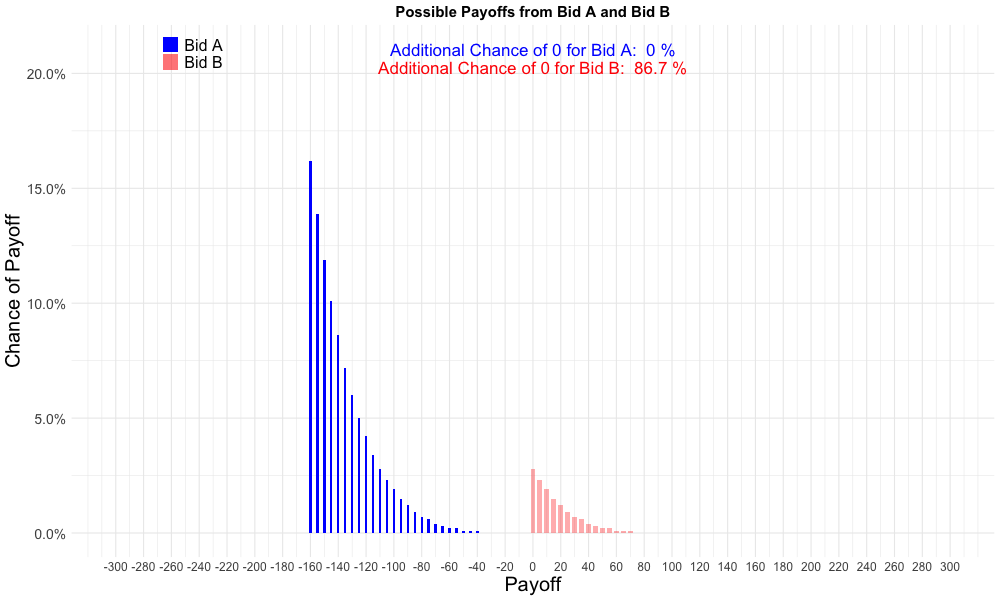 Possible Payoffs from Bid A and Bid B
Bid A
Bid B
Additional Chance of 0 for Bid A:  0 %
Additional Chance of 0 for Bid B:  86.7 %
Chance of Payoff
20.0%
15.0%
10.0%
5.0%
0.0%
-300 -280 -260 -240 -220 -200 -180 -160 -140 -120 -100 -80 -60 -40 -20 0 20 40 60 80 100 120 140 160 180 200 220 240 260 280 300
Payoff